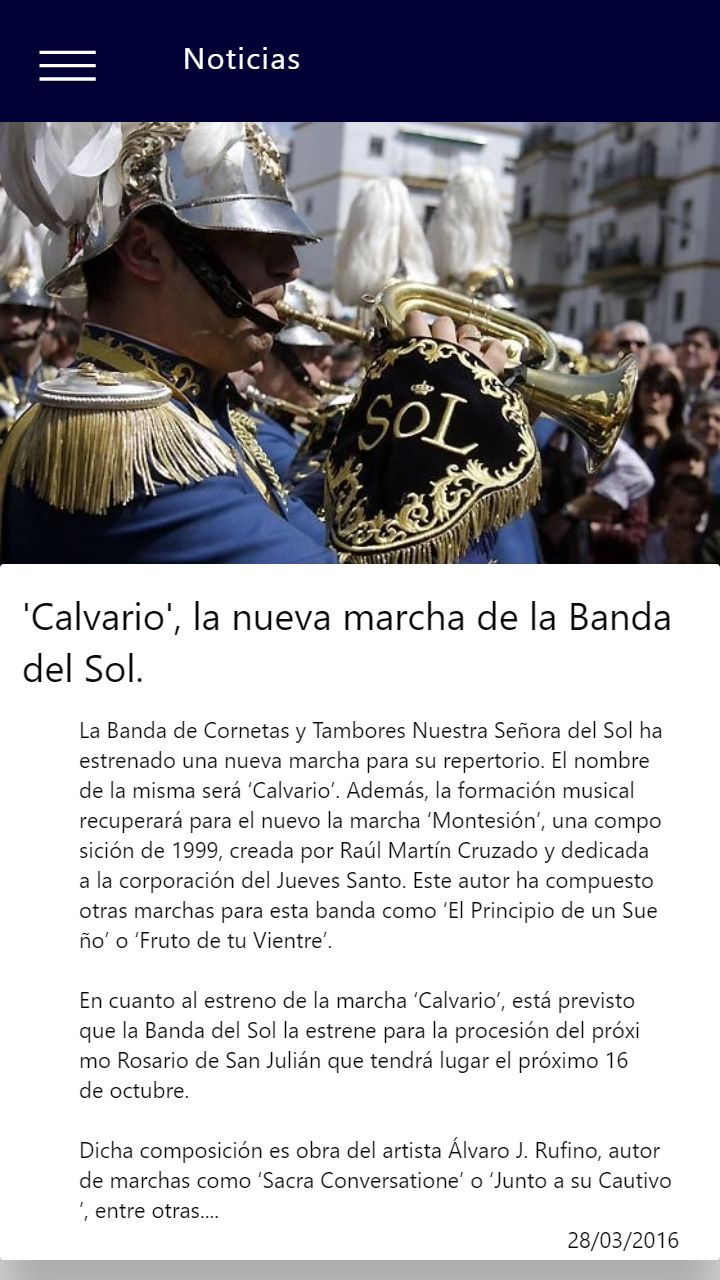 Noticias
SOL
'Calvario', la nueva marcha de la Banda
del Sol.
La Banda de Cornetas y Tambores Nuestra Señora del Sol ha
estrenado una nueva marcha para su repertorio. El nombre
de la misma será ‘Calvario’. Además, la formación musical
recuperará para el nuevo la marcha ‘Montesión’, una compo
sición de 1999, creada por Raúl Martín Cruzado y dedicada
a la corporación del Jueves Santo. Este autor ha compuesto
otras marchas para esta banda como ‘El Principio de un Sue
ño’ o ‘Fruto de tu Vientre’.
En cuanto al estreno de la marcha ‘Calvario’, está previsto
que la Banda del Sol la estrene para la procesión del próxi
mo Rosario de San Julián que tendrá lugar el próximo 16
de octubre.
Dicha composición es obra del artista Álvaro J. Rufino, autor
de marchas como ‘Sacra Conversatione’ o ‘Junto a su Cautivo
’, entre otras....
28/03/2016